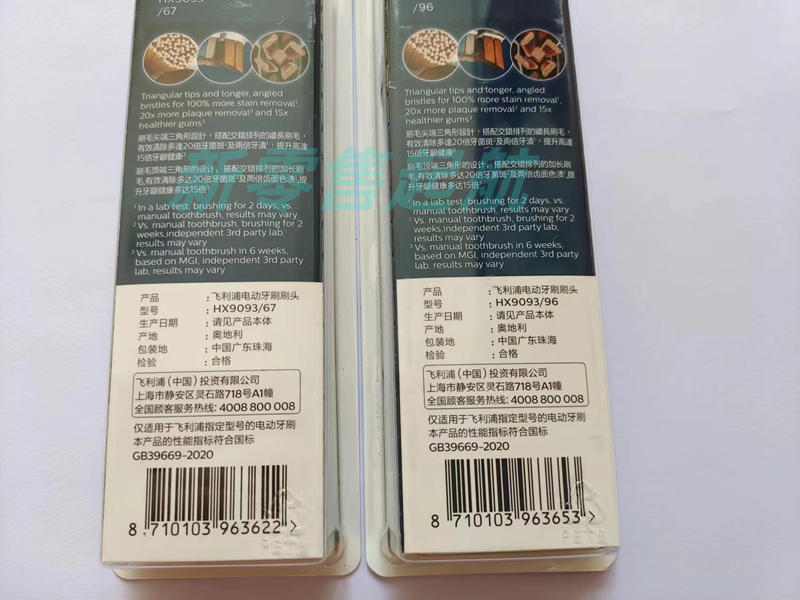 HX9093
/67
Triangular tips and longer, angled
bristles for 100% more stain removal¹,
20x more plaque removal² and 15x
healthier gums³
刷毛尖端三角形設計，搭配交錯排列的纖長刷毛，
有效清除多達20倍牙菌斑²及兩倍牙漬¹，提升高達
15倍牙齦健康³
刷毛顶端三角形的设计，搭配交错排列的加长刷
毛,有效清除多达20倍牙菌斑²及两倍齿面色渍¹,提
升牙龈健康多达15倍³
¹ In a lab test, brushing for 2 days, vs.
manual toothbrush, results may vary
² Vs. manual toothbrush, brushing for 2
weeks,independent 3rd party lab,
results may vary
³ Vs. manual toothbrush in 6 weeks,
based on MGI, independent 3rd party
lab, results may vary
产品 : 飞利浦电动牙刷刷头
型号 : HX9093/67
生产日期 : 请见产品本体
产地 : 奥地利
包装地 : 中国广东珠海
检验 : 合格
飞利浦（中国）投资有限公司
上海市静安区灵石路718号A1幢
全国顾客服务热线: 4008 800 008
仅适用于飞利浦指定型号的电动牙刷
本产品的性能指标符合国标
GB39669-2020
8 710103 963622 >
/96
Triangular tips and longer, angled
bristles for 100% more stain removal¹,
20x more plaque removal² and 15x
healthier gums³
刷毛尖端三角形設計，搭配交錯排列的纖長刷毛，
有效清除多達20倍牙菌斑²及兩倍牙漬¹，提升高達
15倍牙齦健康³
刷毛顶端三角形的设计，搭配交错排列的加长刷
毛,有效清除多达20倍牙菌斑²及两倍齿面色渍¹,提
升牙龈健康多达15倍³
¹ In a lab test, brushing for 2 days, vs.
manual toothbrush, results may vary
² Vs. manual toothbrush, brushing for 2
weeks,independent 3rd party lab,
results may vary
³ Vs. manual toothbrush in 6 weeks,
based on MGI, independent 3rd party
lab, results may vary
产品 : 飞利浦电动牙刷刷头
型号 : HX9093/96
生产日期 : 请见产品本体
产地 : 奥地利
包装地 : 中国广东珠海
检验 : 合格
飞利浦（中国）投资有限公司
上海市静安区灵石路718号A1幢
全国顾客服务热线: 4008 800 008
仅适用于飞利浦指定型号的电动牙刷
本产品的性能指标符合国标
GB39669-2020
8 710103 963653 >
新零售起航
PETE
PETE